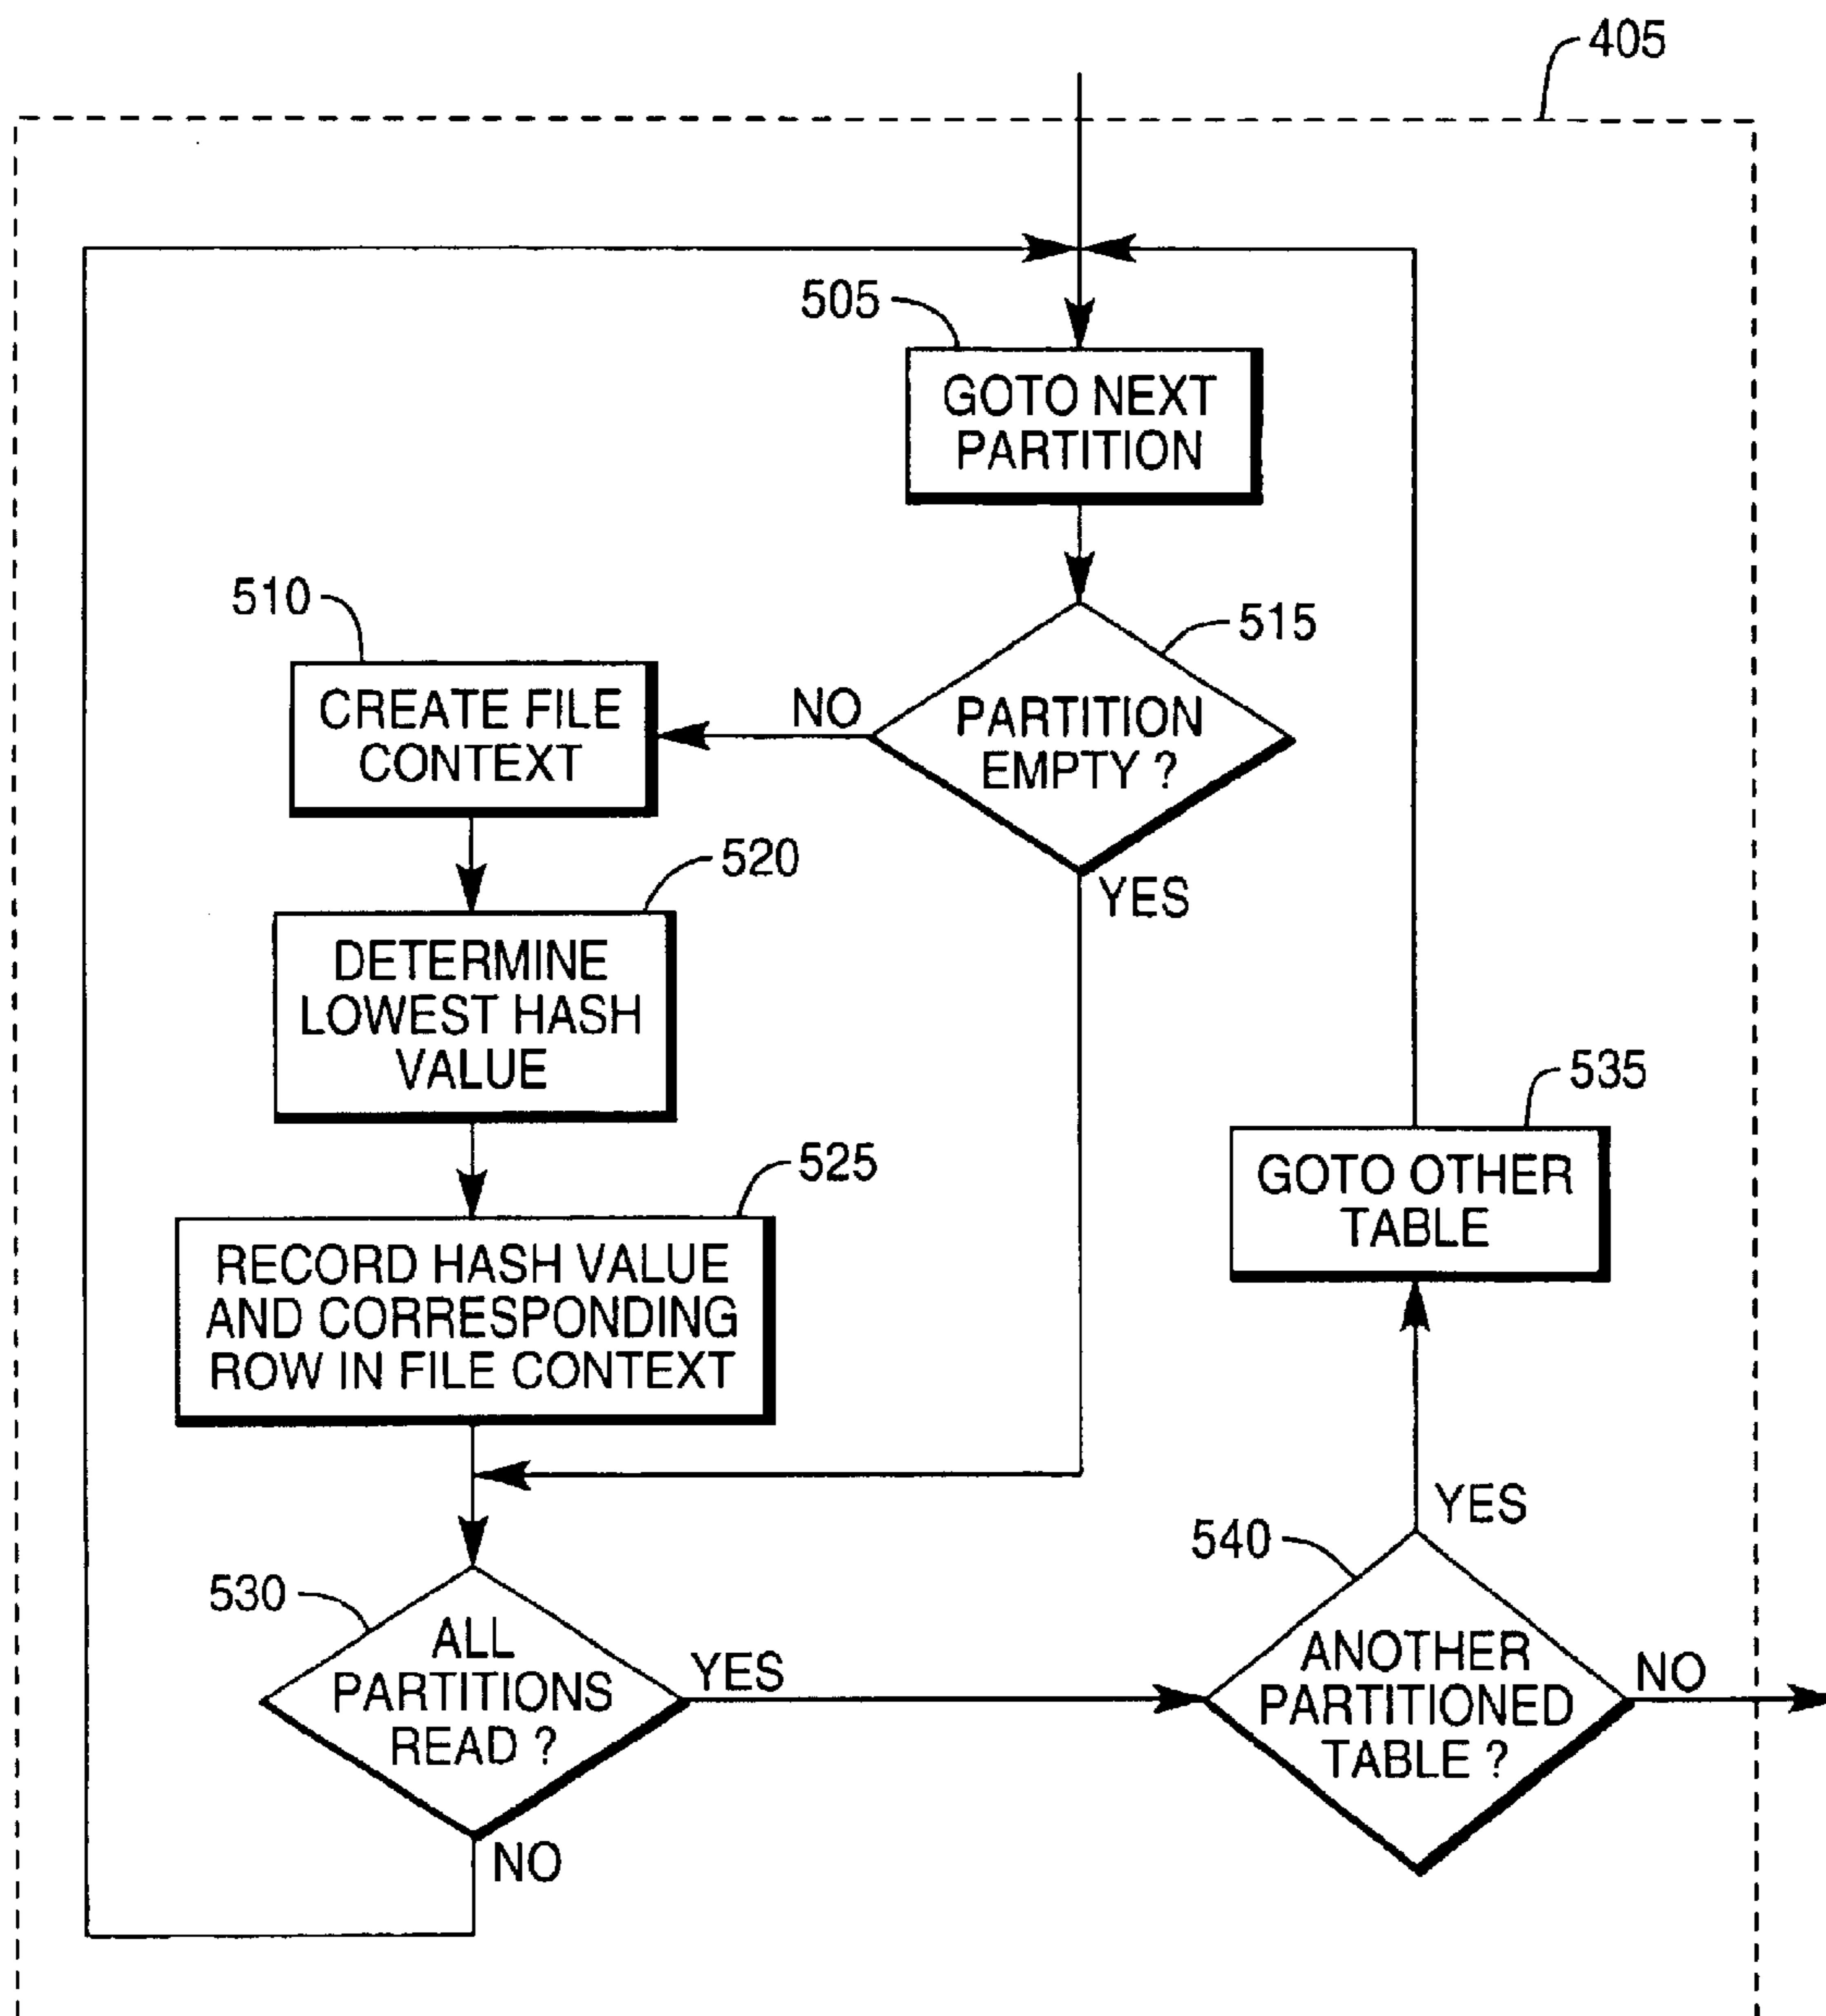 405
505
GOTO NEXT
PARTITION
510
515
CREATE FILE
CONTEXT
NO
PARTITION
EMPTY ?
YES
520
DETERMINE
LOWEST HASH
VALUE
535
GOTO OTHER
TABLE
525
RECORD HASH VALUE
AND CORRESPONDING
ROW IN FILE CONTEXT
530
ALL
PARTITIONS
READ ?
YES
NO
540
YES
ANOTHER
PARTITIONED
TABLE ?
NO